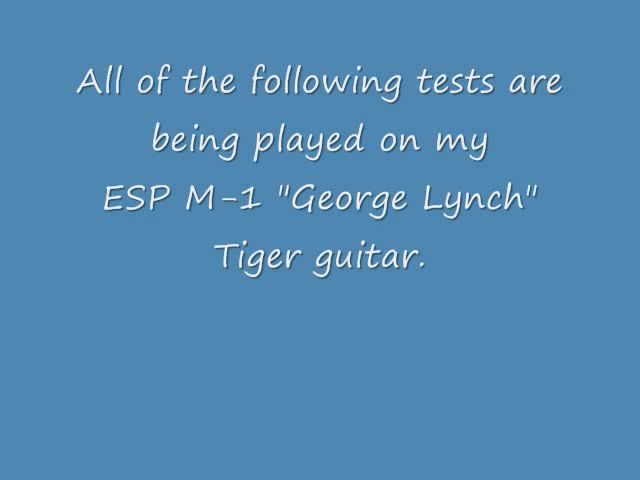 All of the following tests are
being played on my
ESP M-1 "George Lynch"
Tiger guitar.